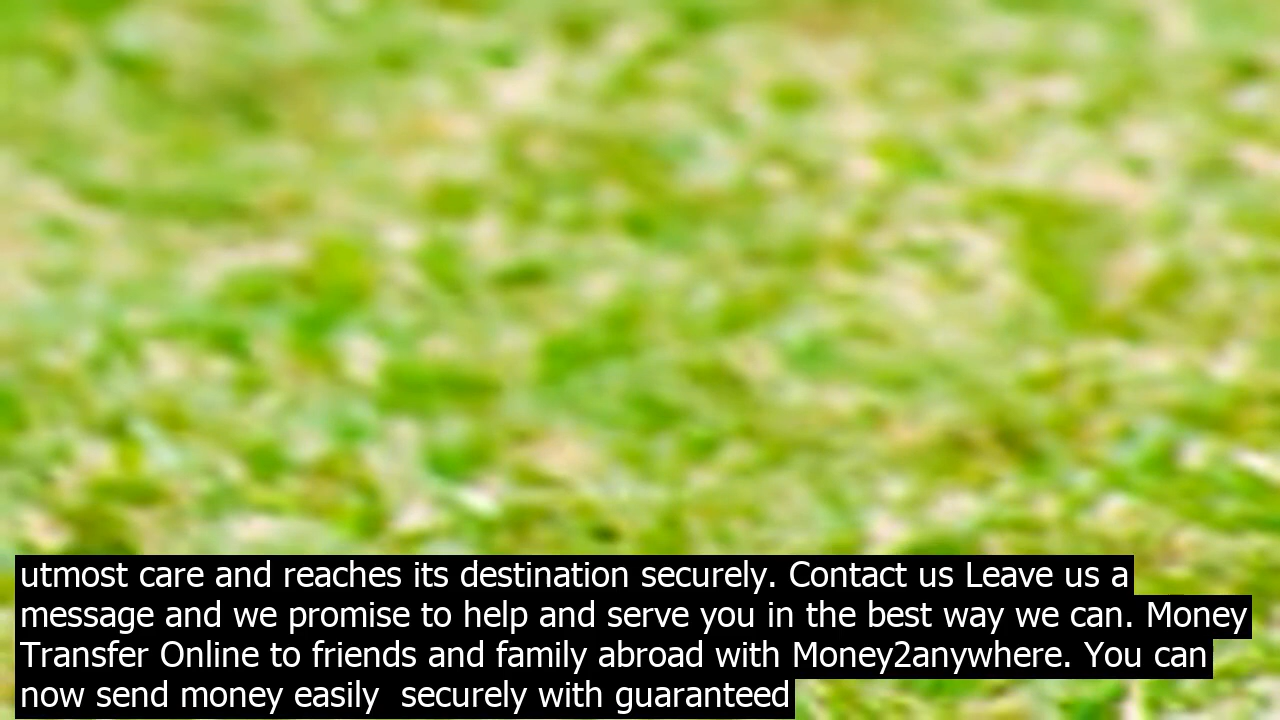 utmost care and reaches its destination securely. Contact us Leave us a
message and we promise to help and serve you in the best way we can. Money
Transfer Online to friends and family abroad with Money2anywhere. You can
now send money easily  securely with guaranteed